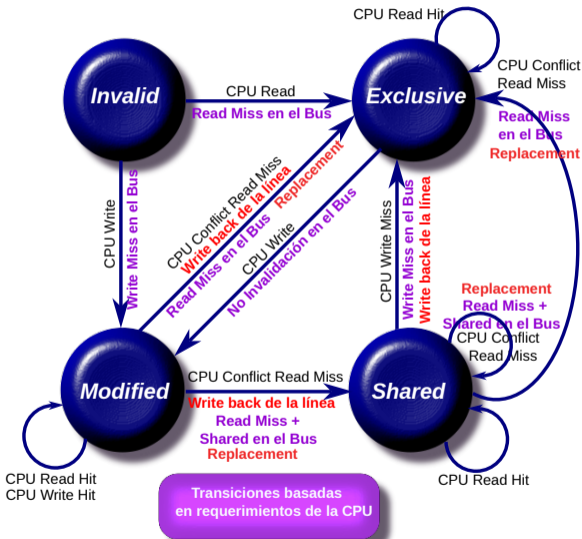 CPU Read Hit
Invalid
Exclusive
CPU Read
Read Miss en el Bus
CPU Conflict
Read Miss
Read Miss
en el Bus
Replacement
CPU Write
Write Miss en el Bus
CPU Conflict Read Miss
Write back de la línea
Replacement
Read Miss en el Bus
CPU Write
No Invalidación en el Bus
CPU Write Miss
Write Miss en el Bus
Write back de la línea
Replacement
Read Miss +
Shared en el Bus
CPU Conflict
Read Miss
Modified
CPU Conflict Read Miss
Write back de la línea
Read Miss +
Shared en el Bus
Replacement
Shared
CPU Read Hit
CPU Write Hit
CPU Read Hit
Transiciones basadas
en requerimientos de la CPU